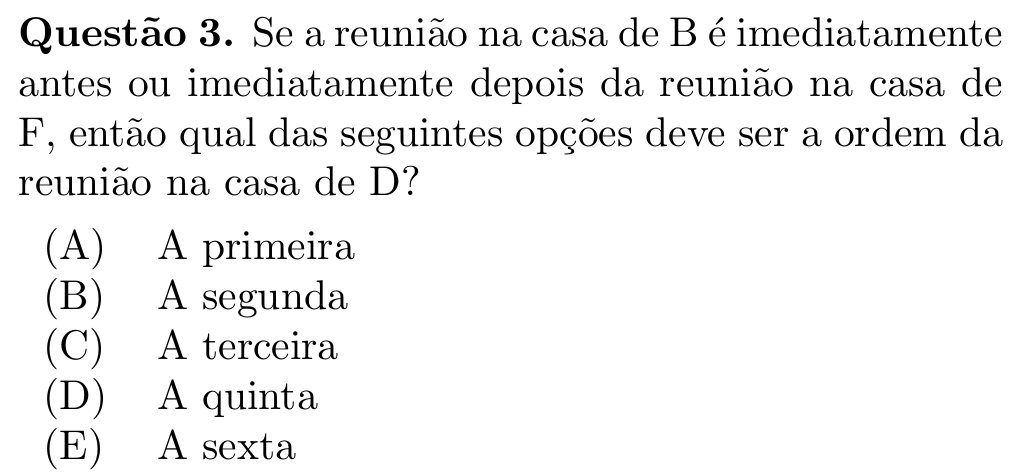 Questão 3. Se a reunião na casa de B é imediatamente
antes ou imediatamente depois da reunião na casa de
F, então qual das seguintes opções deve ser a ordem da
reunião na casa de D?
(A) A primeira
(B) A segunda
(C) A terceira
(D) A quinta
(E) A sexta